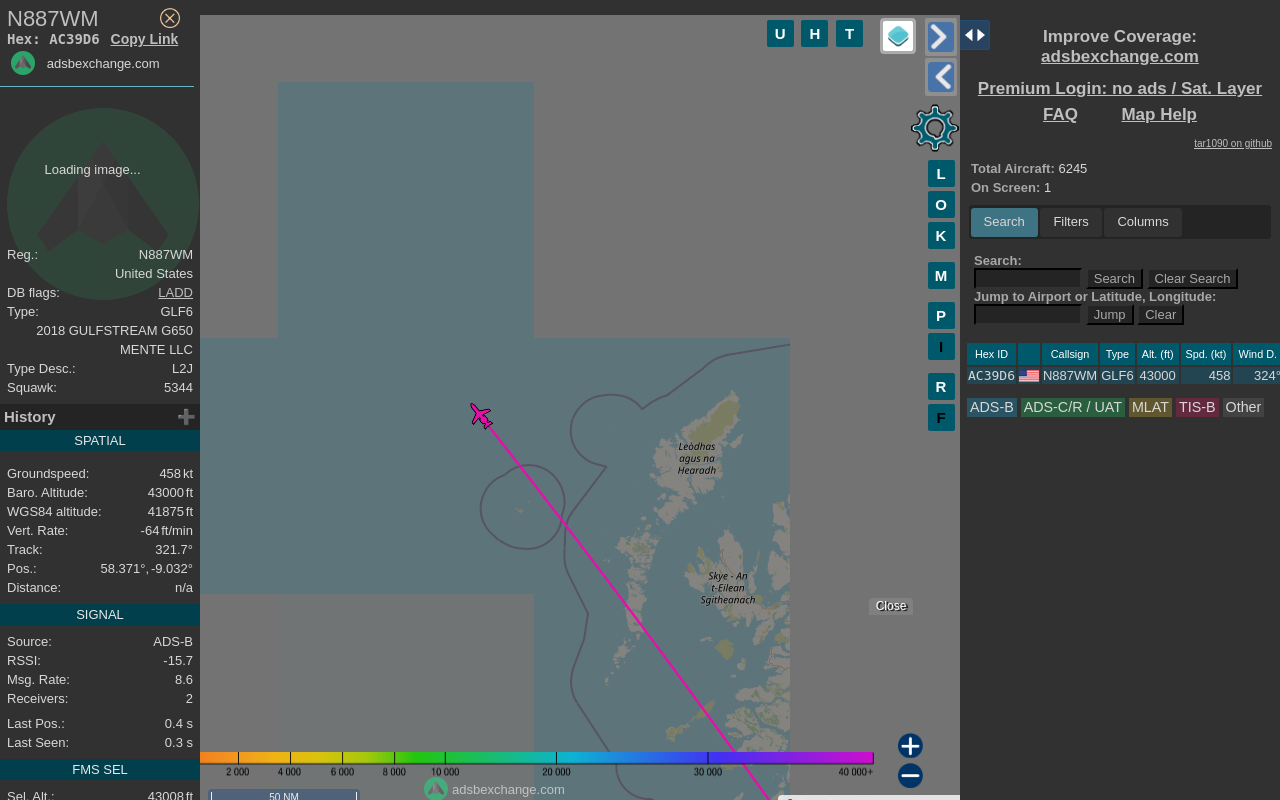 N887WM
Hex: AC39D6 Copy Link
adsbexchange.com
Loading image...
Reg.: N887WM
United States
DB flags: LADD
Type: GLF6
2018 GULFSTREAM G650
MENTE LLC
Type Desc.: L2J
Squawk: 5344
History
SPATIAL
Groundspeed: 458 kt
Baro. Altitude: 43000 ft
WGS84 altitude: 41875 ft
Vert. Rate: -64 ft/min
Track: 321.7°
Pos.: 58.371°, -9.032°
Distance: n/a
SIGNAL
Source: ADS-B
RSSI: -15.7
Msg. Rate: 8.6
Receivers: 2
Last Pos.: 0.4 s
Last Seen: 0.3 s
FMS SEL
Sel. Alt.: 43008 ft
U H T
L
O
K
M
P
I
R
F
Leòdhas
agus na
Hearadh
Skye - An
t-Eilean
Sgitheanach
Close
2 000 4 000 6 000 8 000 10 000 20 000 30 000 40 000+
adsbexchange.com
50 NM
Improve Coverage:
adsbexchange.com
Premium Login: no ads / Sat. Layer
FAQ Map Help
tar1090 on github
Total Aircraft: 6245
On Screen: 1
Search Filters Columns
Search:
Search Clear Search
Jump to Airport or Latitude, Longitude:
Jump Clear
Hex ID Callsign Type Alt. (ft) Spd. (kt) Wind D.
AC39D6 N887WM GLF6 43000 458 324°
ADS-B ADS-C/R / UAT MLAT TIS-B Other